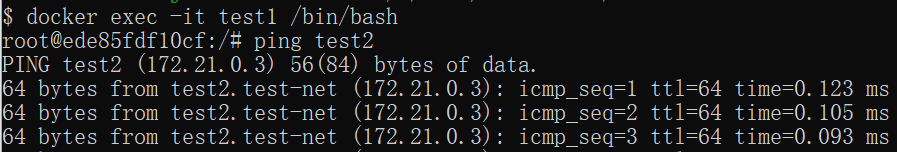 $ docker exec -it test1 /bin/bash
root@ede85fdf10cf:/# ping test2
PING test2 (172.21.0.3) 56(84) bytes of data.
64 bytes from test2.test-net (172.21.0.3): icmp_seq=1 ttl=64 time=0.123 ms
64 bytes from test2.test-net (172.21.0.3): icmp_seq=2 ttl=64 time=0.105 ms
64 bytes from test2.test-net (172.21.0.3): icmp_seq=3 ttl=64 time=0.093 ms